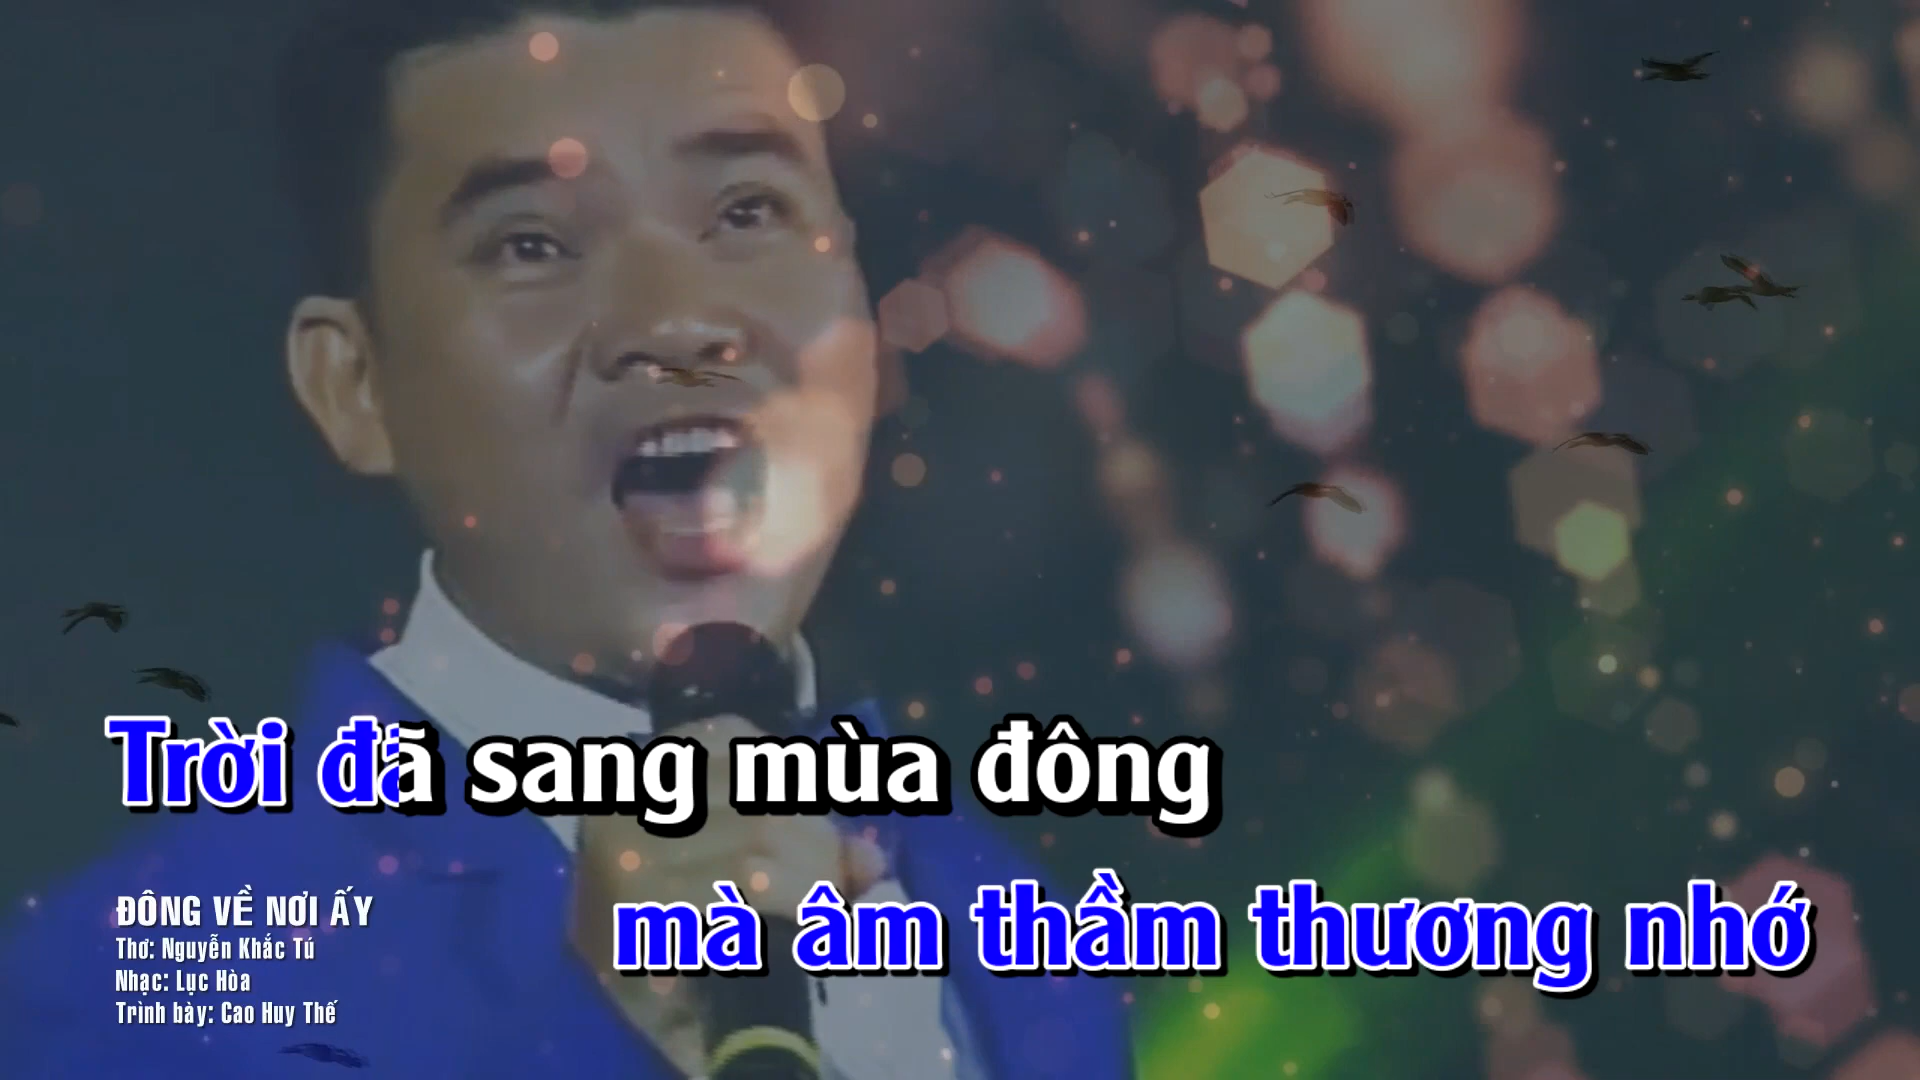 Trời đã sang mùa đông
mà âm thầm thương nhớ
ĐÔNG VỀ NƠI ẤY
Thơ: Nguyễn Khắc Tú
Nhạc: Lục Hòa
Trình bày: Cao Huy Thế